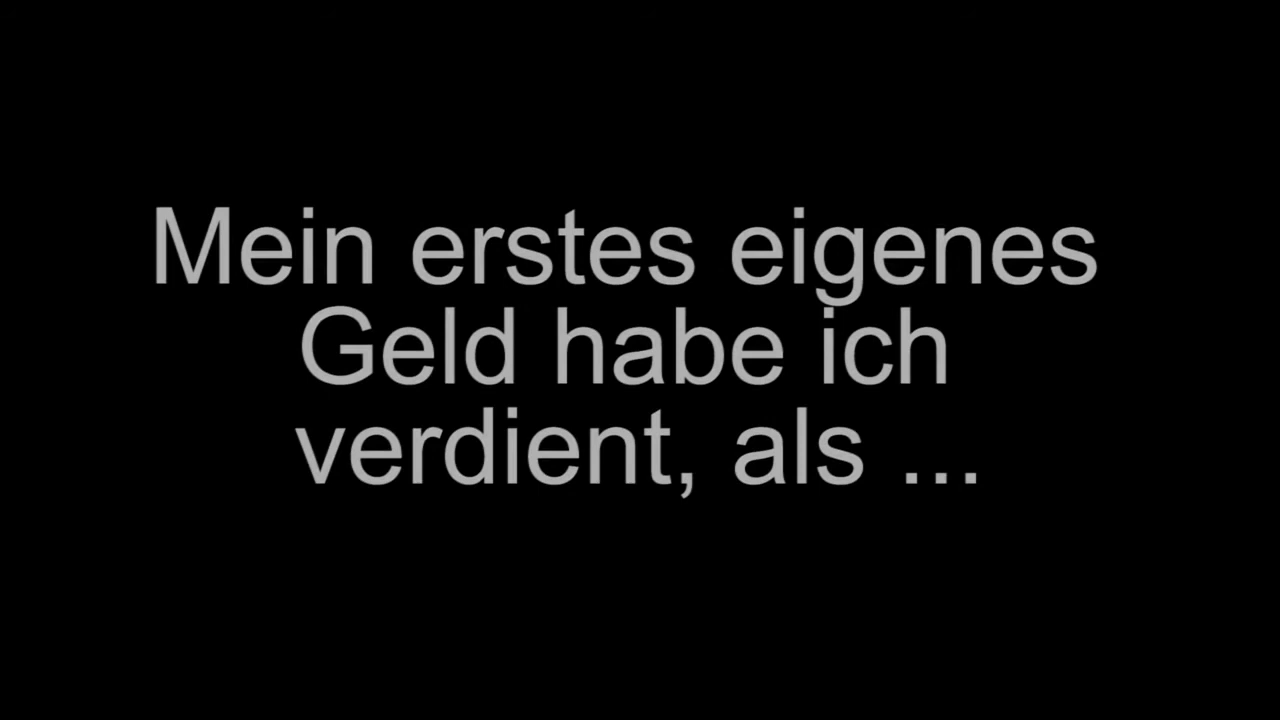 Mein erstes eigenes
Geld habe ich
verdient, als ...